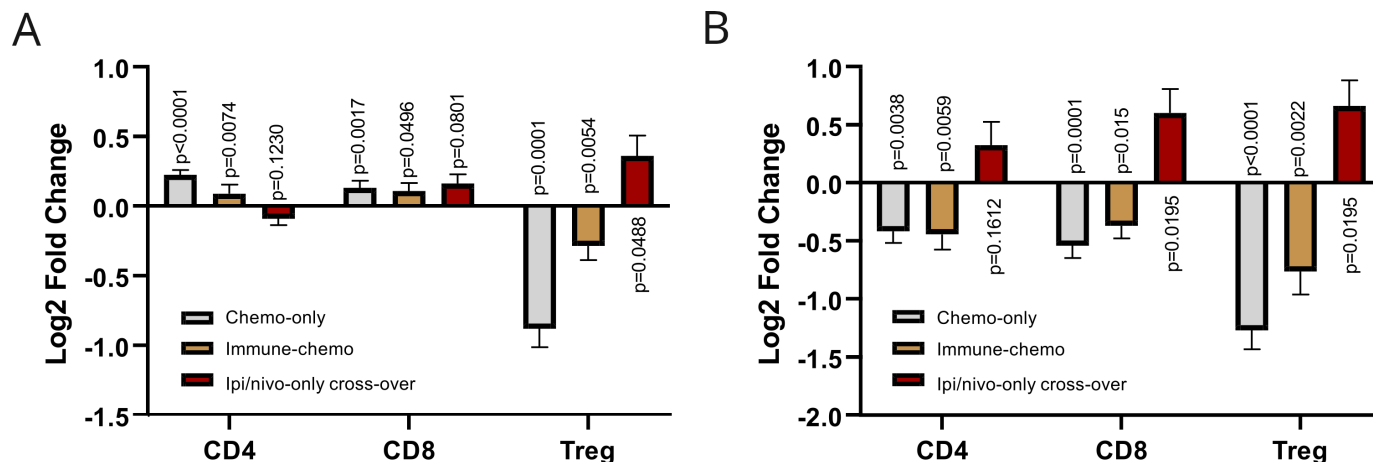 A
B
Log2 Fold Change
1.0
0.5
0.0
-0.5
-1.0
-1.5
p<0.0001
p=0.0074
p=0.1230
p=0.0017
p=0.0496
p=0.0801
p=0.0001
p=0.0054
p=0.0488
Chemo-only
Immune-chemo
Ipi/nivo-only cross-over
CD4
CD8
Treg
Log2 Fold Change
1.0
0.5
0.0
-0.5
-1.0
-1.5
-2.0
p=0.0038
p=0.0059
p=0.1612
p=0.0001
p=0.015
p=0.0195
p<0.0001
p=0.0022
p=0.0195
Chemo-only
Immune-chemo
Ipi/nivo-only cross-over
CD4
CD8
Treg